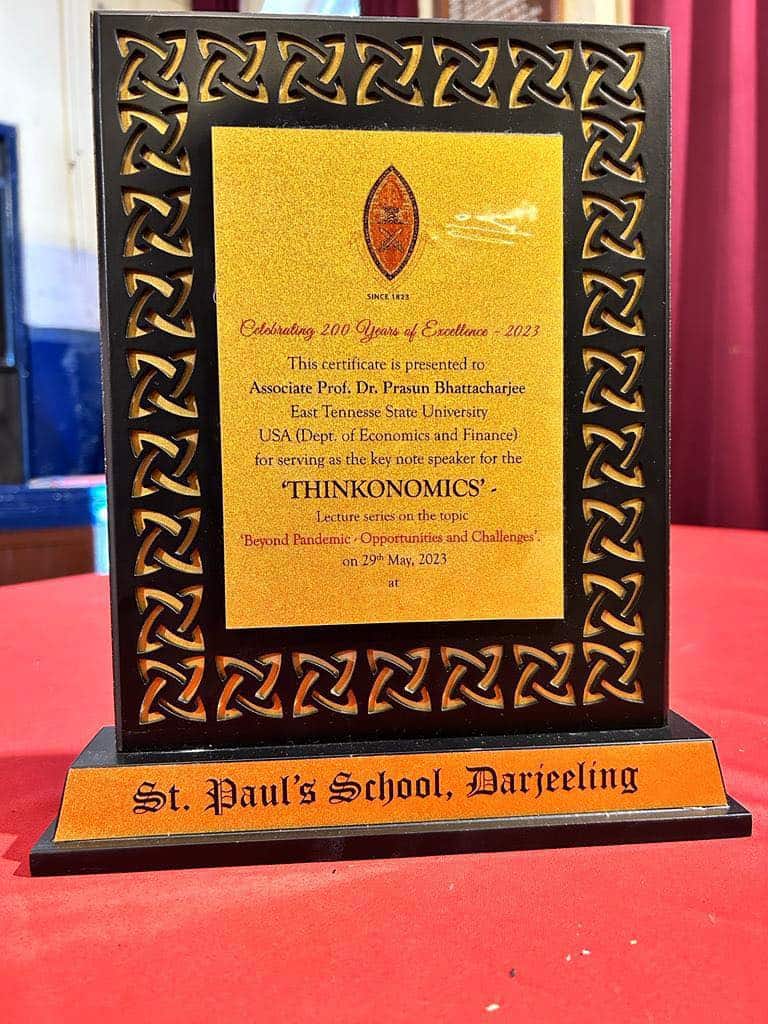 SINCE 1823
Celebrating 200 Years of Excellence - 2023
This certificate is presented to
Associate Prof. Dr. Prasun Bhattacharjee
East Tennesse State University
USA (Dept. of Economics and Finance)
for serving as the key note speaker for the
‘THINKONOMICS’ -
Lecture series on the topic
‘Beyond Pandemic - Opportunities and Challenges’.
on 29th May, 2023
at
St. Paul's School, Darjeeling